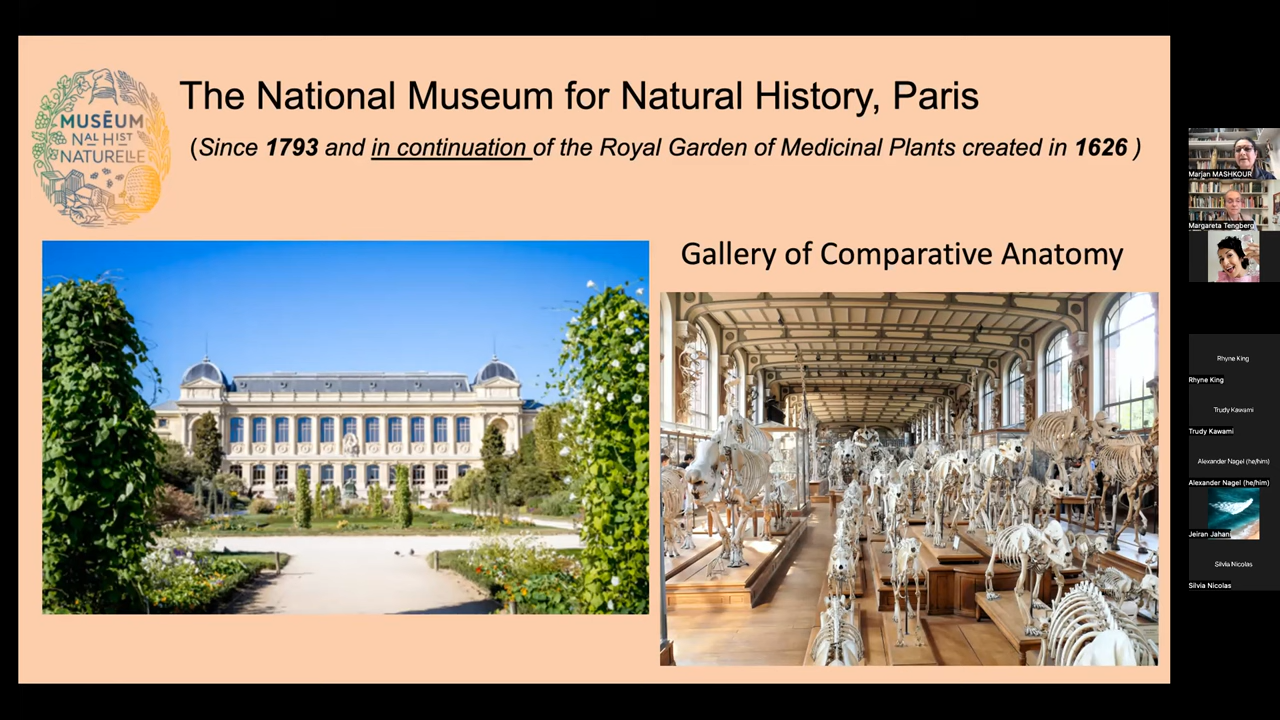 The National Museum for Natural History, Paris
(Since 1793 and in continuation of the Royal Garden of Medicinal Plants created in 1626 )
MUSĒUM
NAL HIST
NATURELLE
Gallery of Comparative Anatomy
Marjan MASHKOUR
Margareta Tengberg
Rhyne King
Rhyne King
Trudy Kawami
Trudy Kawami
Alexander Nagel (he/him)
Alexander Nagel (he/him)
Jeiran Jahani
Silvia Nicolas
Silvia Nicolas